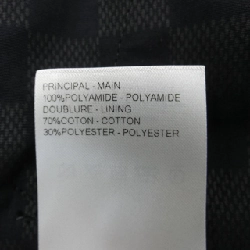 PRINCIPAL - MAIN
100%POLYAMIDE - POLYAMIDE
DOUBLURE - LINING
70%COTON - COTTON
30%POLYESTER - POLYESTER